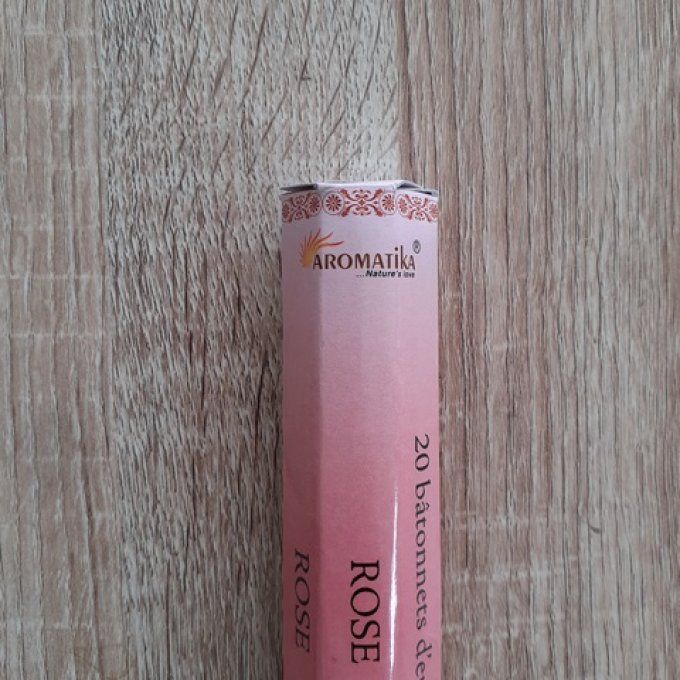 AROMATiKA®
...Nature's love
20 bâtonnets
ROSE
ROSE